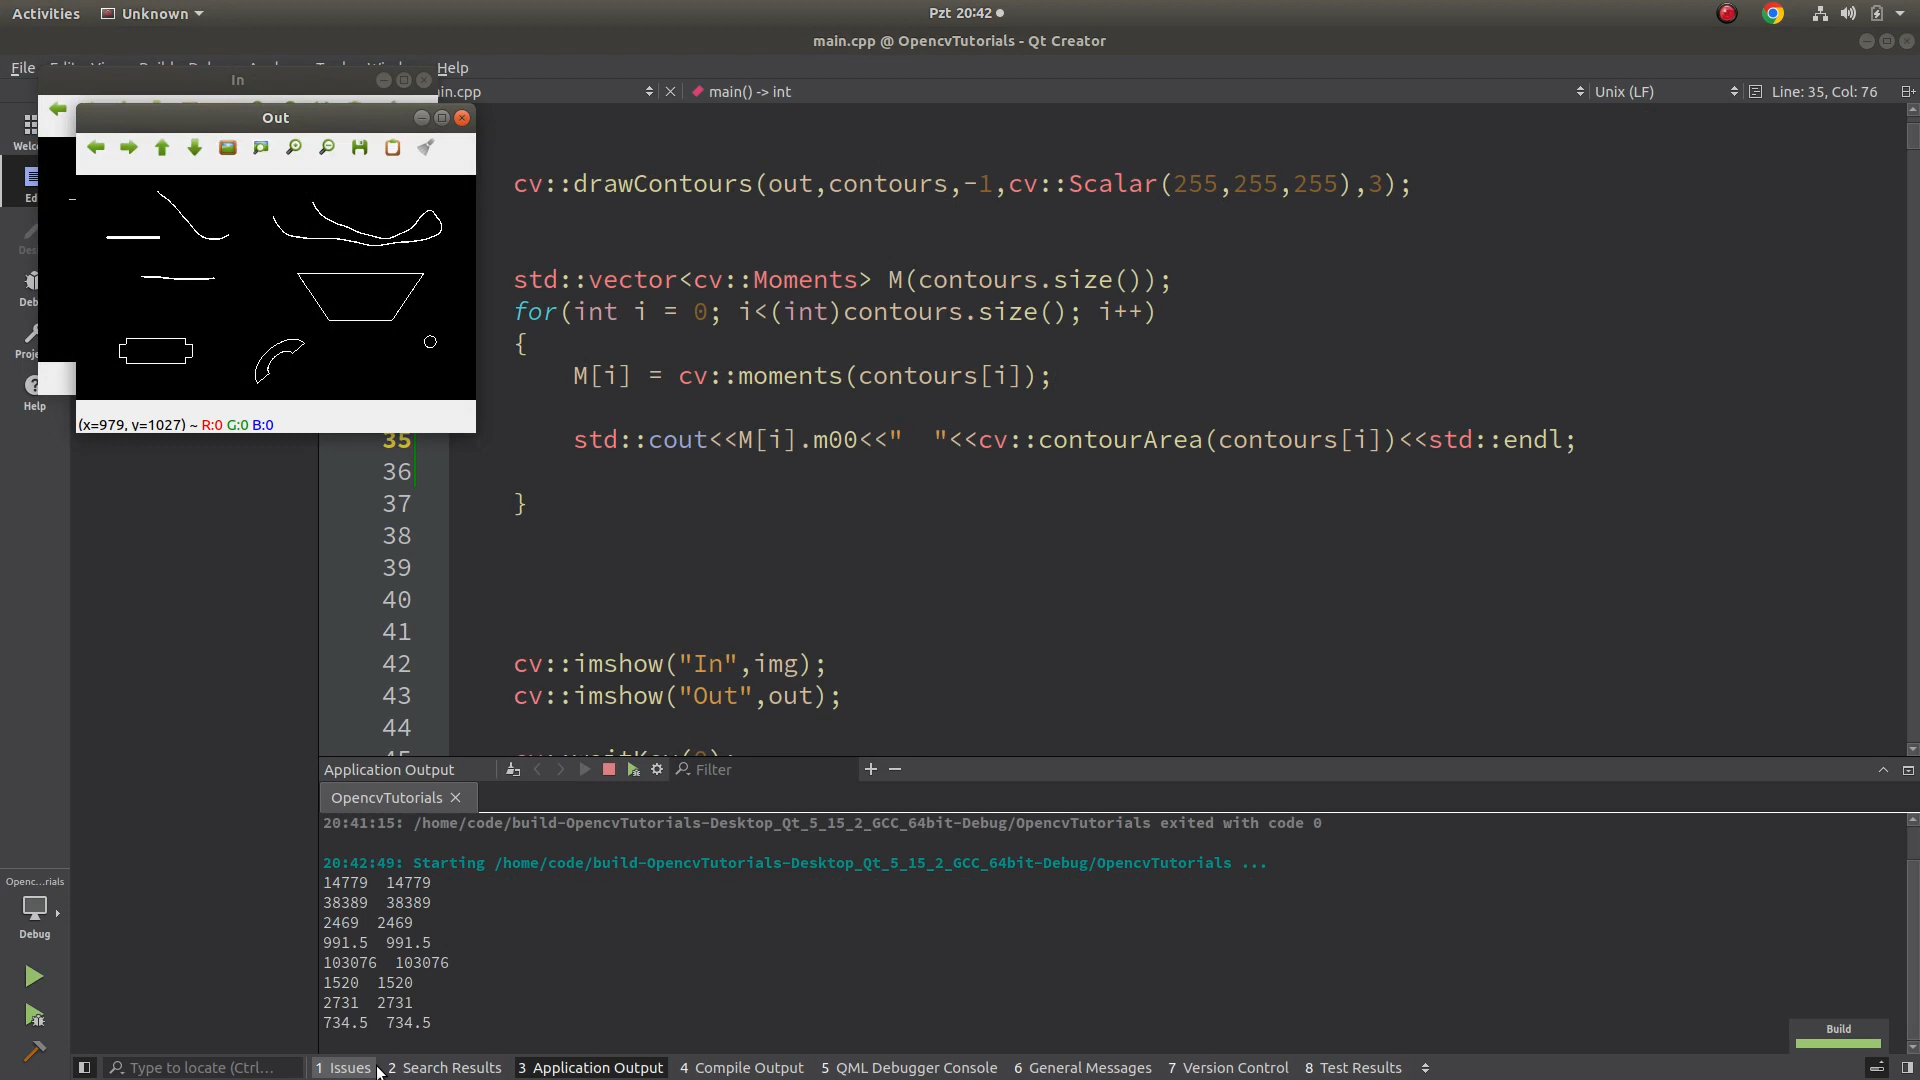 Activities Unknown Pzt 20:42
main.cpp @ OpencvTutorials - Qt Creator
File Help
In
main() -> int Unix (LF) Line: 35, Col: 76
Out
cv::drawContours(out,contours,-1,cv::Scalar(255,255,255),3);
std::vector<cv::Moments> M(contours.size());
for(int i = 0; i<(int)contours.size(); i++)
{
M[i] = cv::moments(contours[i]);
Help
(x=979, y=1027) ~ R:0 G:0 B:0
35 std::cout<<M[i].m00<<"  "<<cv::contourArea(contours[i])<<std::endl;
36
37 }
38
39
40
41
42 cv::imshow("In",img);
43 cv::imshow("Out",out);
44
Application Output Filter
OpencvTutorials
20:41:15: /home/code/build-OpencvTutorials-Desktop_Qt_5_15_2_GCC_64bit-Debug/OpencvTutorials exited with code 0
20:42:49: Starting /home/code/build-OpencvTutorials-Desktop_Qt_5_15_2_GCC_64bit-Debug/OpencvTutorials ...
14779  14779
38389  38389
2469  2469
991.5  991.5
103076  103076
1520  1520
2731  2731
734.5  734.5
Openc...rials
Debug
Build
Type to locate (Ctrl... 1 Issues 2 Search Results 3 Application Output 4 Compile Output 5 QML Debugger Console 6 General Messages 7 Version Control 8 Test Results